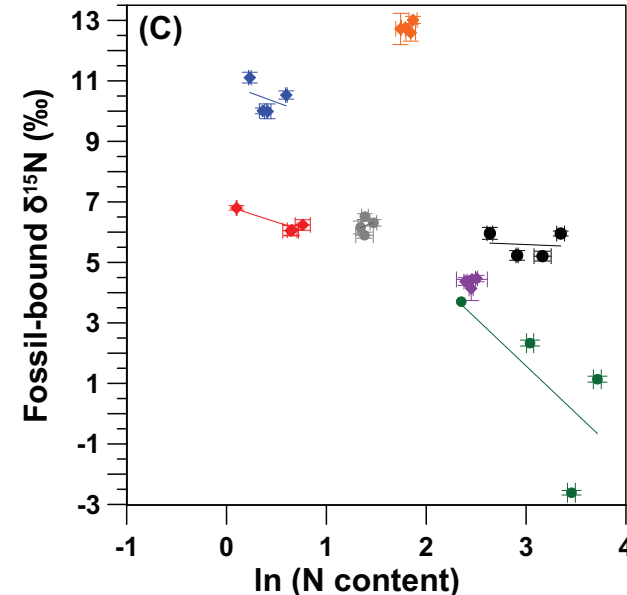 (C)
Fossil-bound δ¹⁵N (‰)
13
11
9
7
5
3
1
-1
-3
-1 0 1 2 3 4
ln (N content)